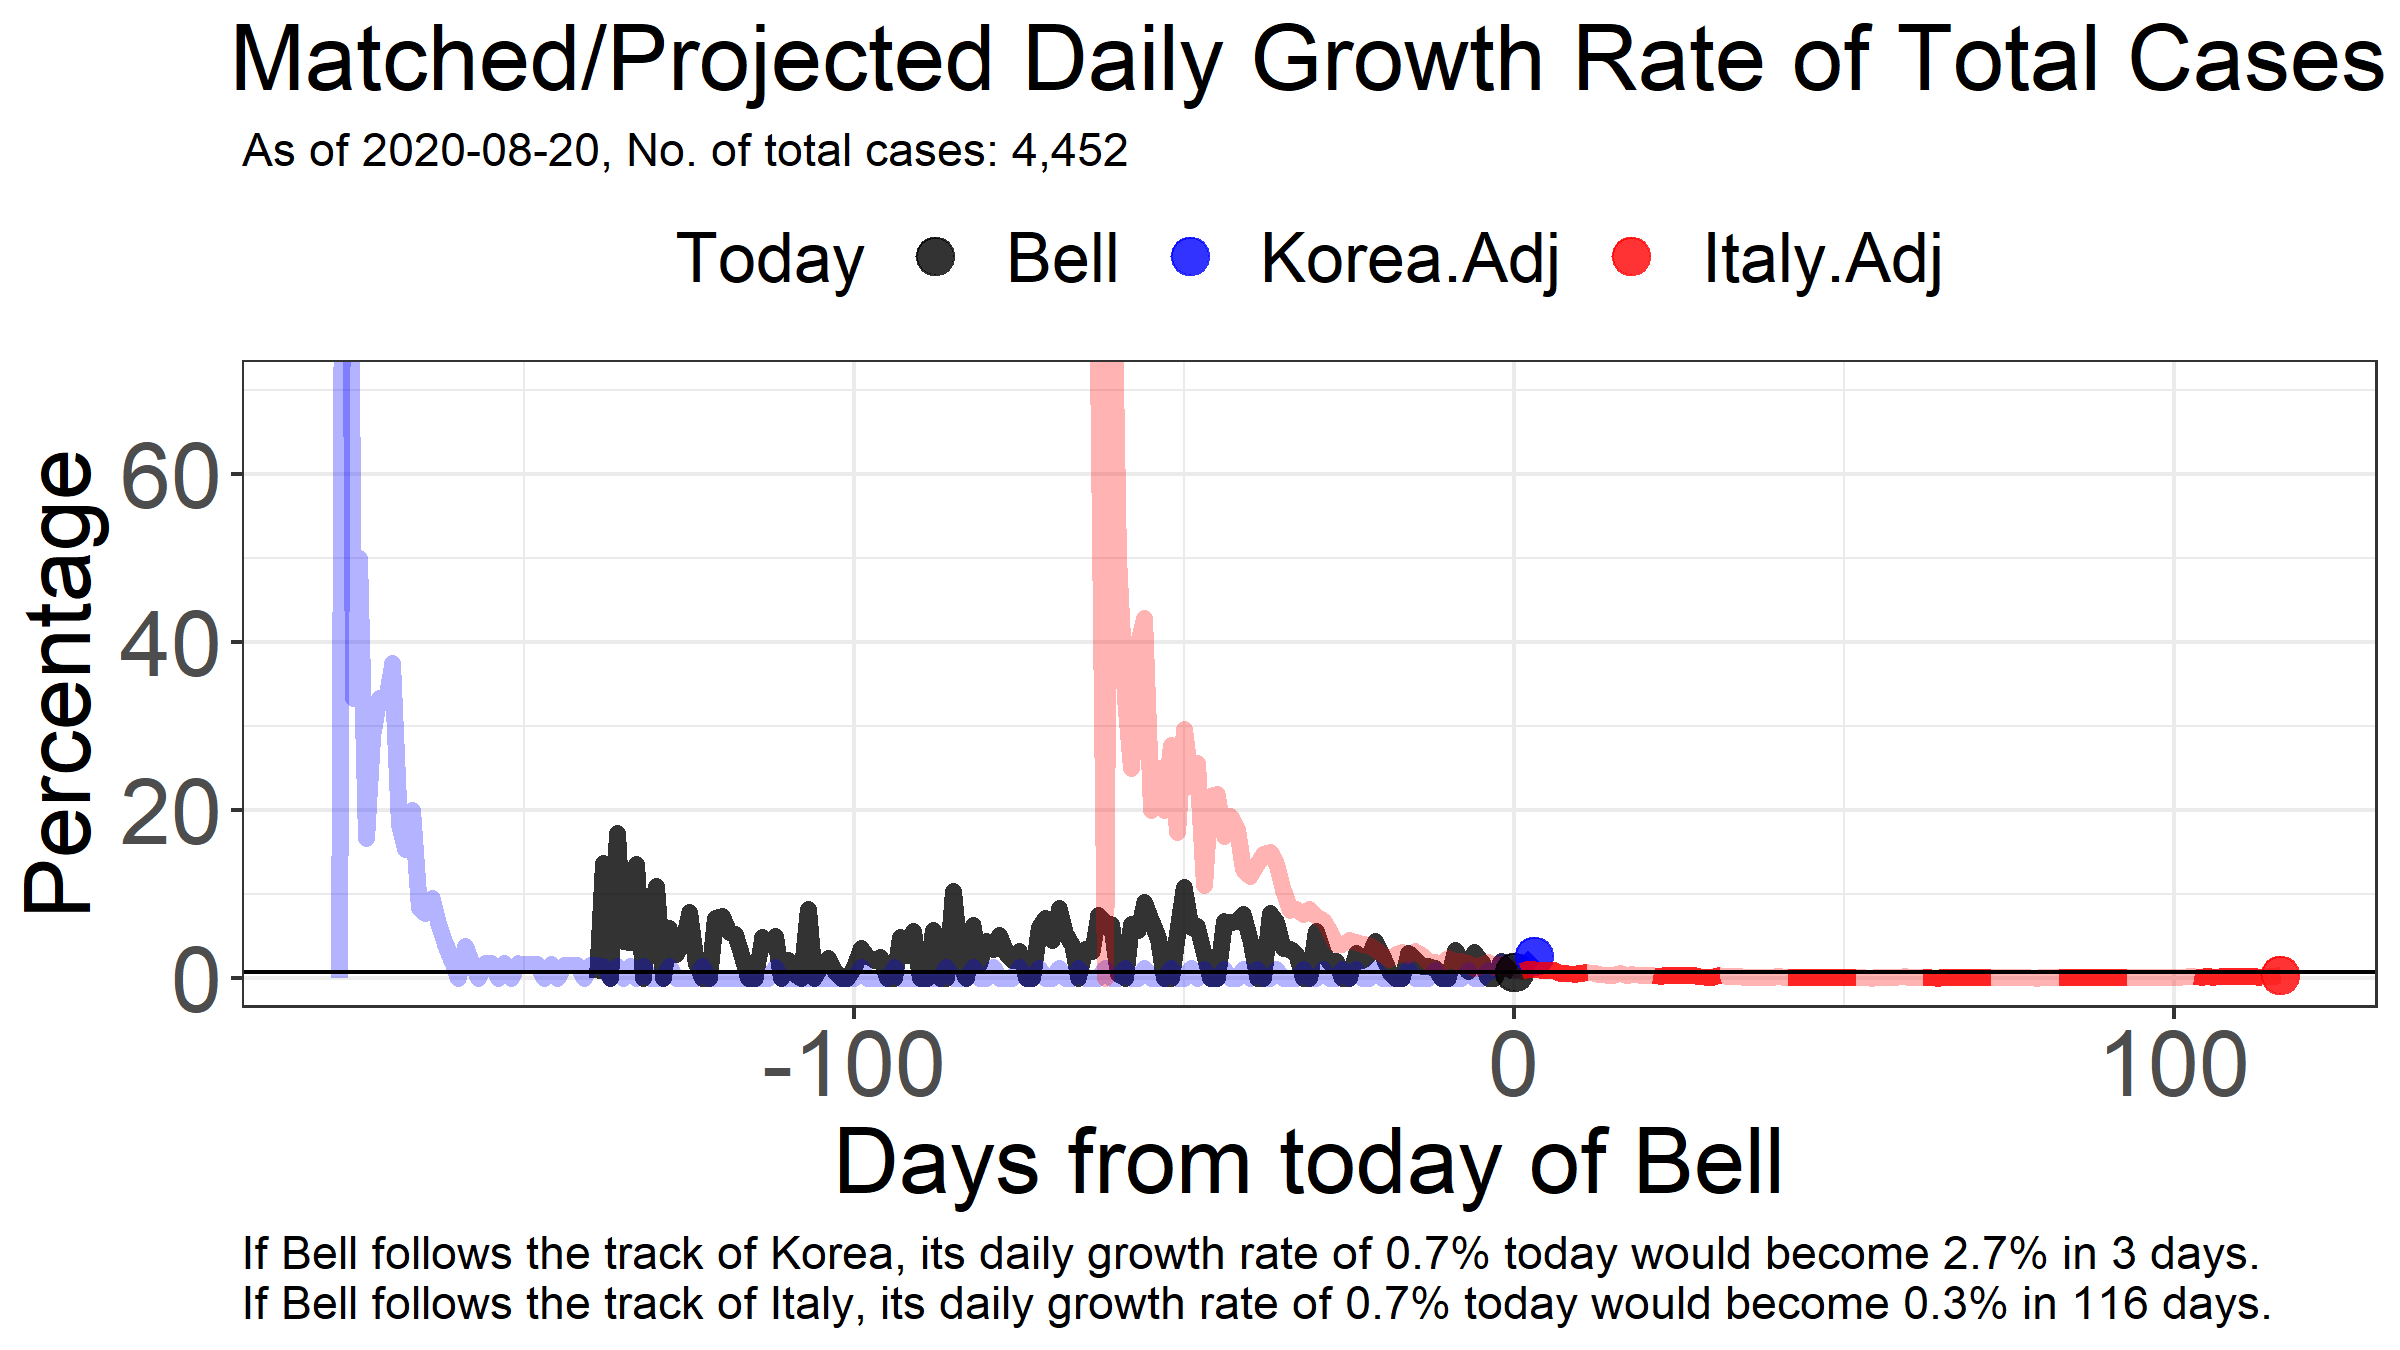 Matched/Projected Daily Growth Rate of Total Cases
As of 2020-08-20, No. of total cases: 4,452
Today Bell Korea.Adj Italy.Adj
Percentage
60
40
20
0
-100 0 100
Days from today of Bell
If Bell follows the track of Korea, its daily growth rate of 0.7% today would become 2.7% in 3 days.
If Bell follows the track of Italy, its daily growth rate of 0.7% today would become 0.3% in 116 days.